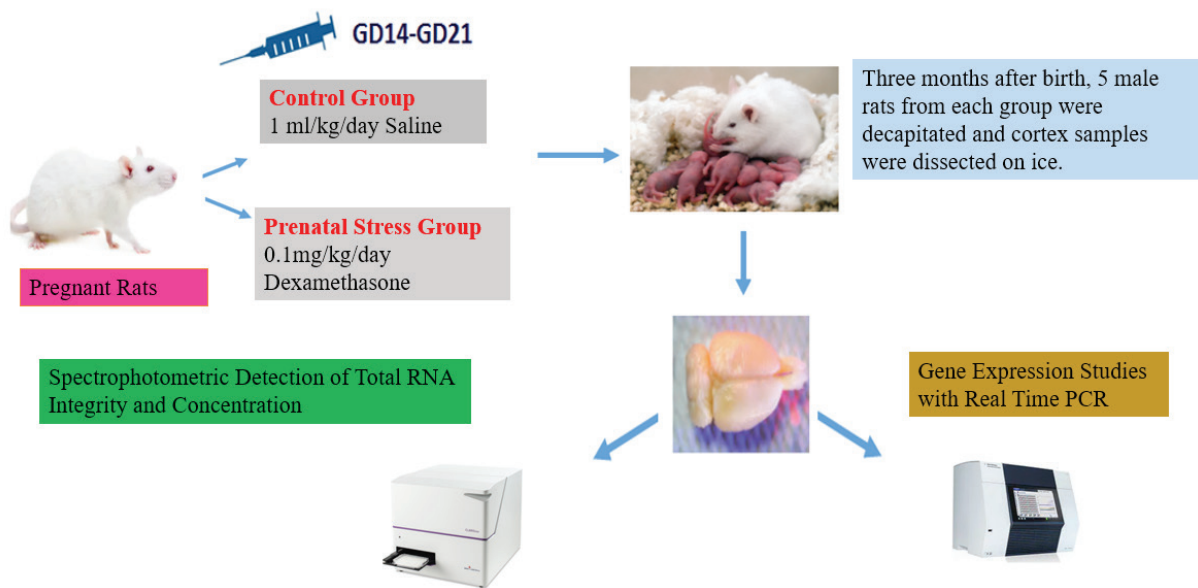 GD14-GD21
Control Group
1 ml/kg/day Saline
Prenatal Stress Group
0.1mg/kg/day
Dexamethasone
Pregnant Rats
Three months after birth, 5 male
rats from each group were
decapitated and cortex samples
were dissected on ice.
Spectrophotometric Detection of Total RNA
Integrity and Concentration
Gene Expression Studies
with Real Time PCR